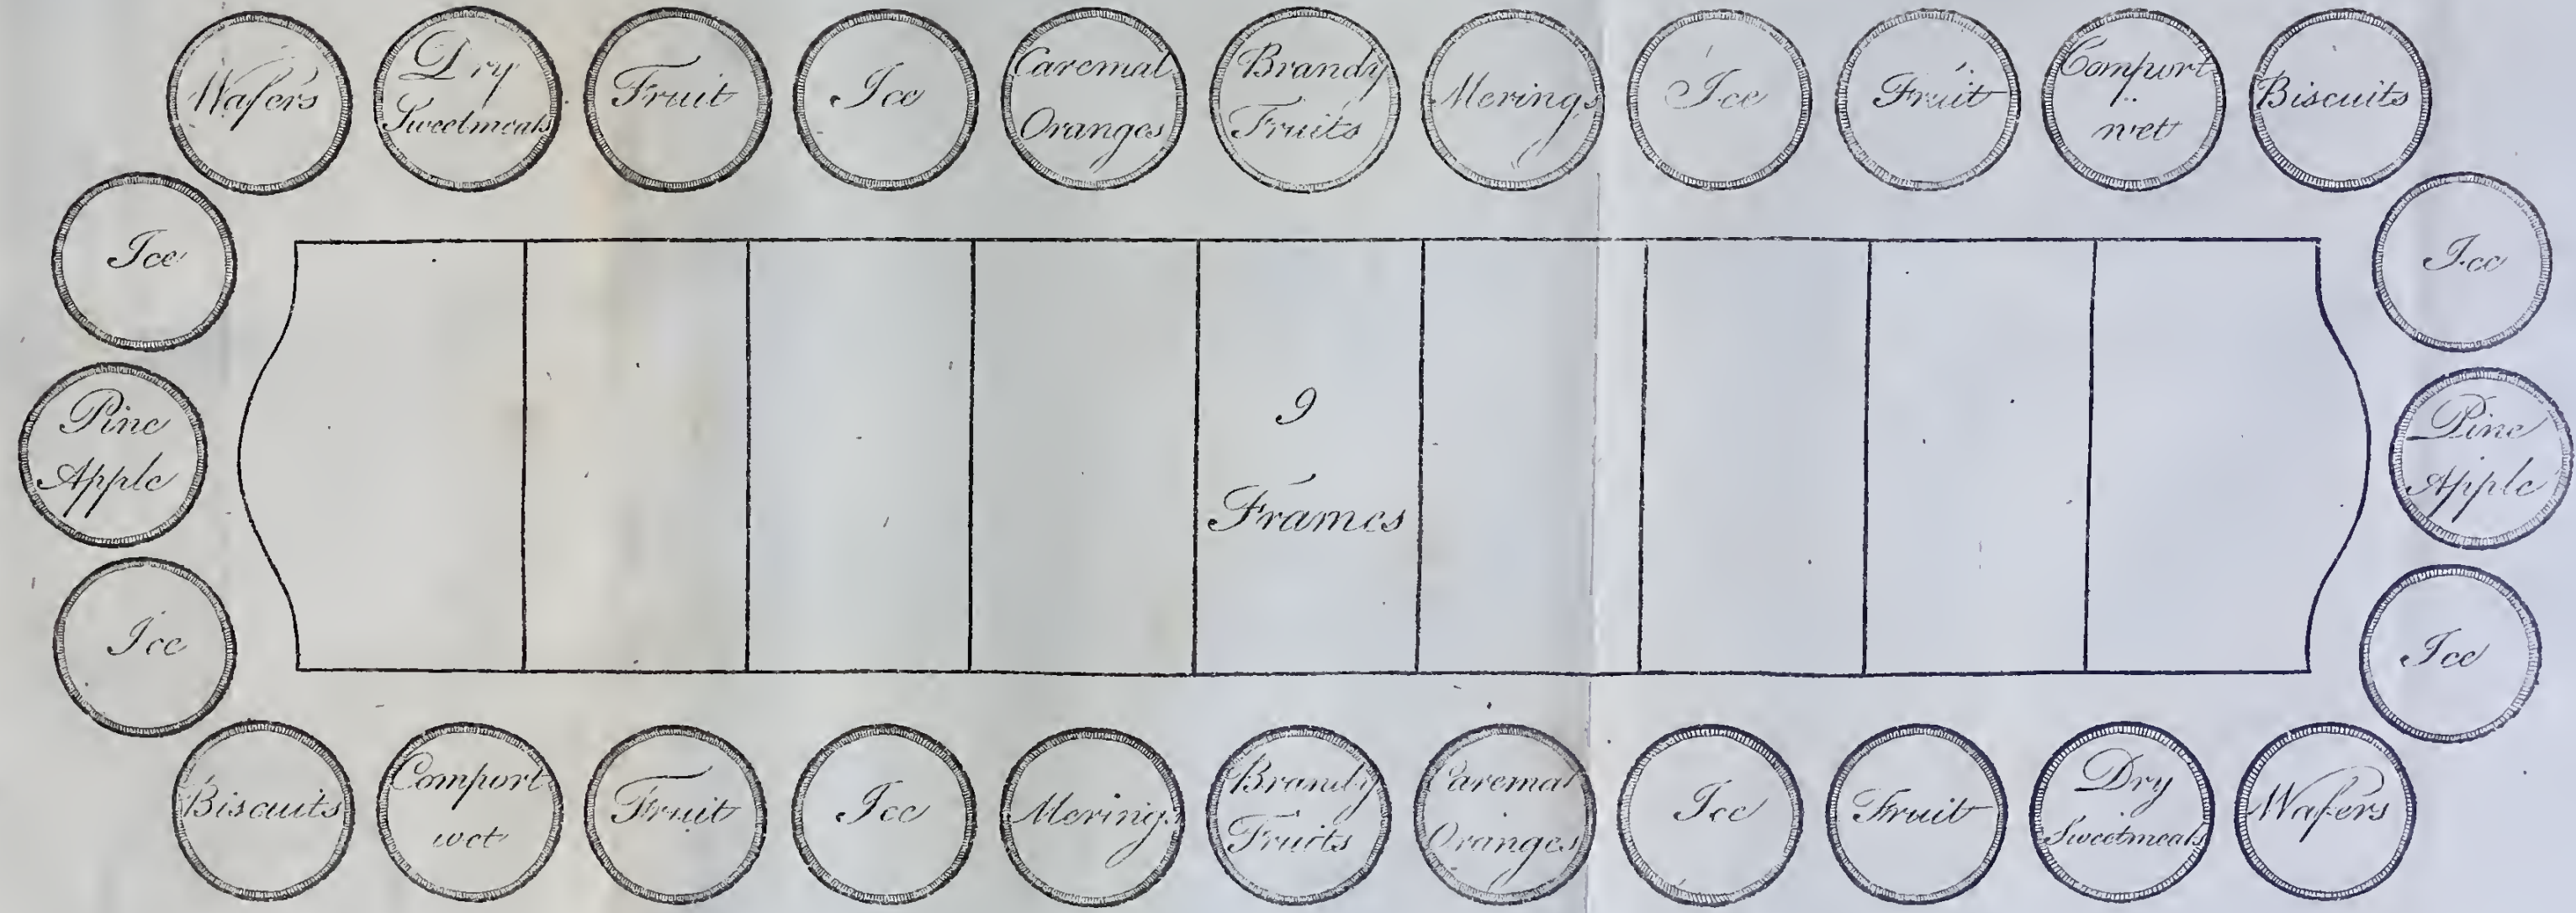 Wafers
Dry
Sweetmeats
Fruit
Ice
Caremal
Oranges
Brandy
Fruits
Merings
Ice
Fruit
Comport
wet
Biscuits
Ice
Ice
Pine
Apple
9
Frames
Pine
Apple
Ice
Ice
Biscuits
Comport
wet
Fruit
Ice
Merings
Brandy
Fruits
Caremal
Oranges
Ice
Fruit
Dry
Sweetmeats
Wafers